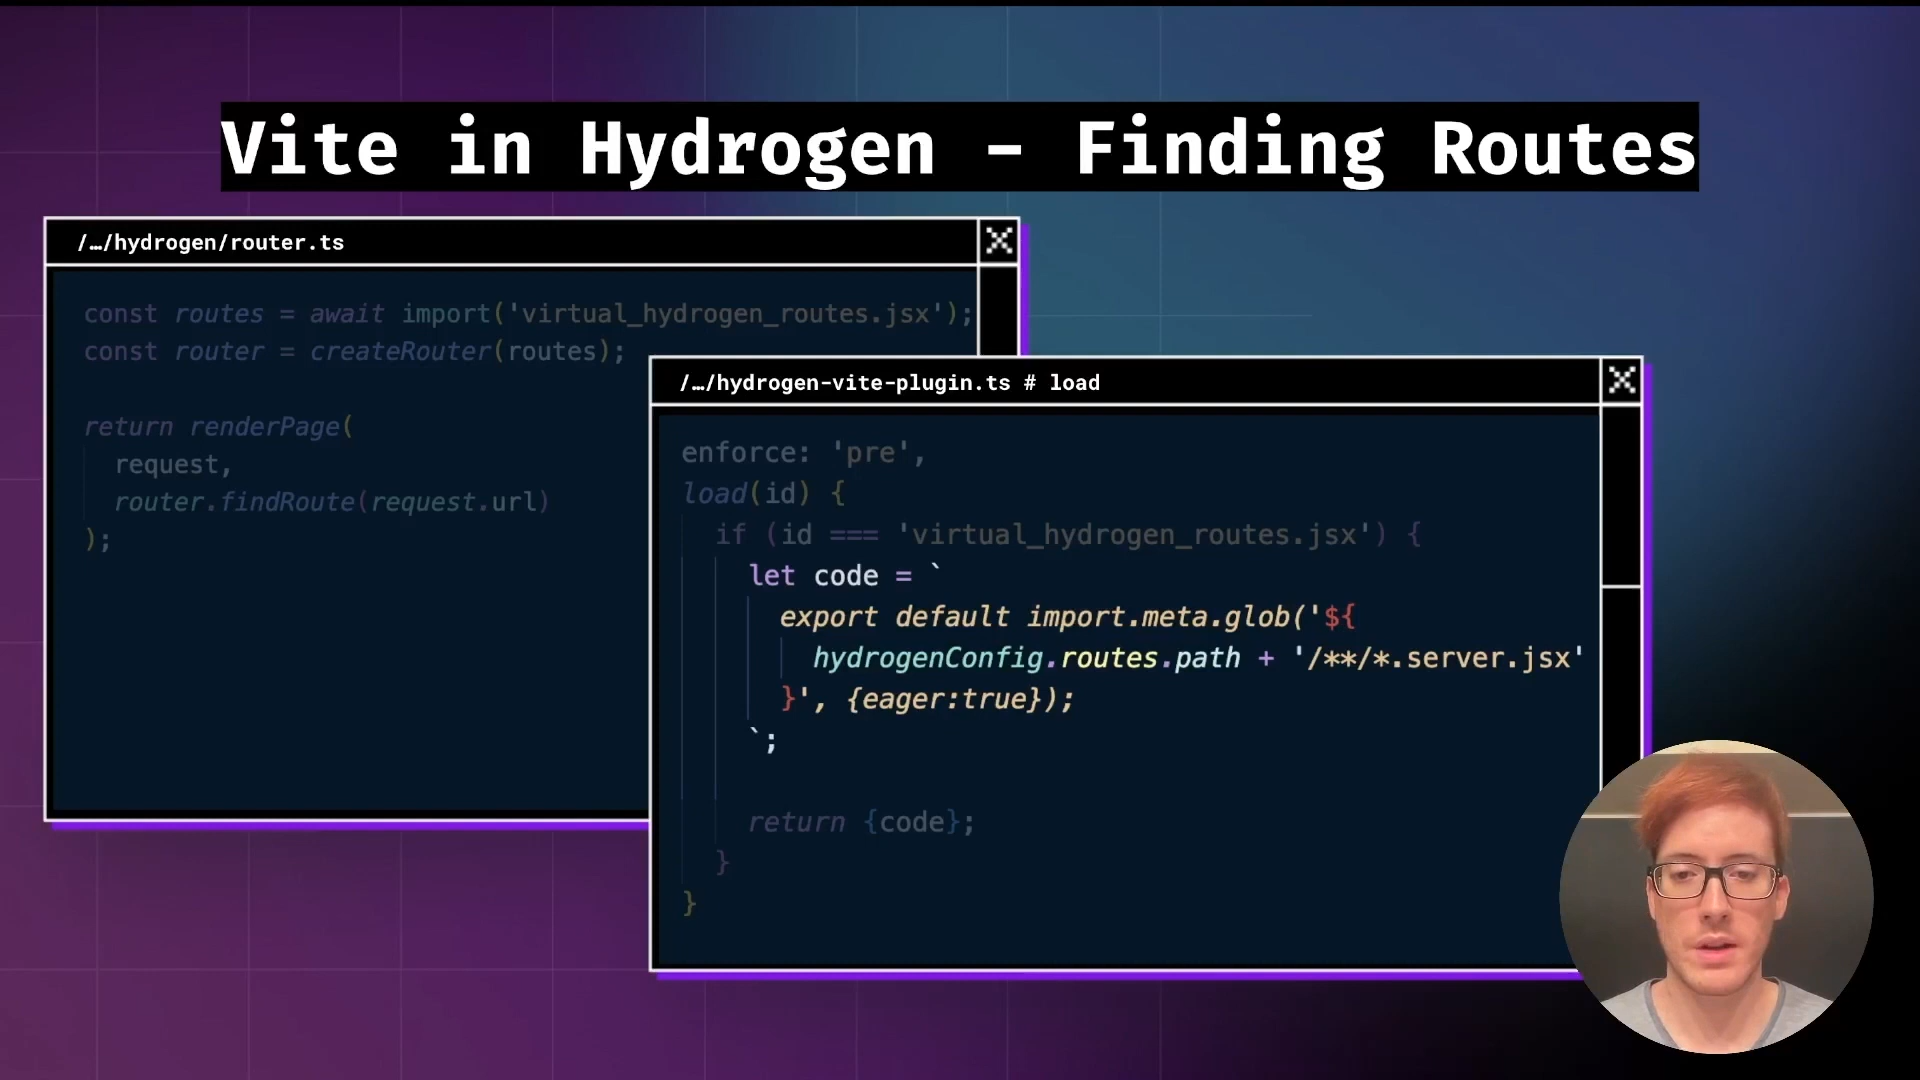 Vite in Hydrogen – Finding Routes
/…/hydrogen/router.ts
const routes = await import('virtual_hydrogen_routes.jsx');
const router = createRouter(routes);
return renderPage(
request,
router.findRoute(request.url)
);
/…/hydrogen-vite-plugin.ts # load
enforce: 'pre',
load(id) {
if (id === 'virtual_hydrogen_routes.jsx') {
let code = `
export default import.meta.glob('${
hydrogenConfig.routes.path + '/**/*.server.jsx'
}', {eager:true});
`;
return {code};
}
}